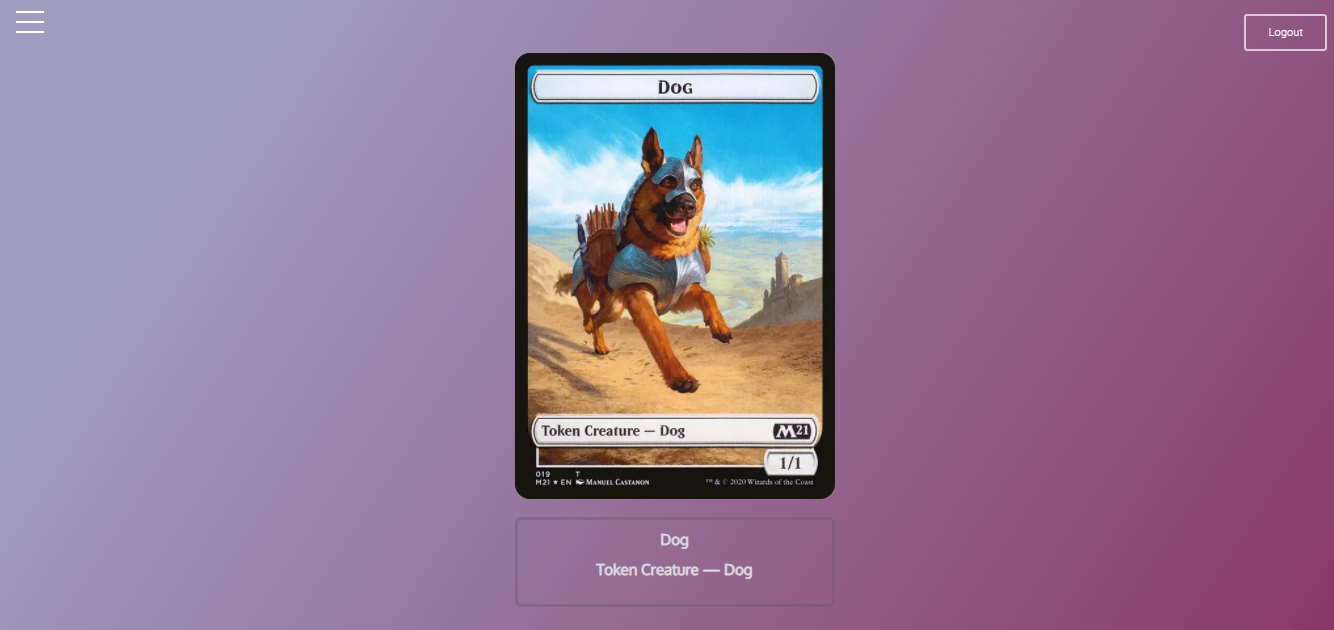 Logout
Dog
Token Creature — Dog
M21
1/1
019 T
M21 ★ EN Manuel Castanon
™ & © 2020 Wizards of the Coast
Dog
Token Creature — Dog